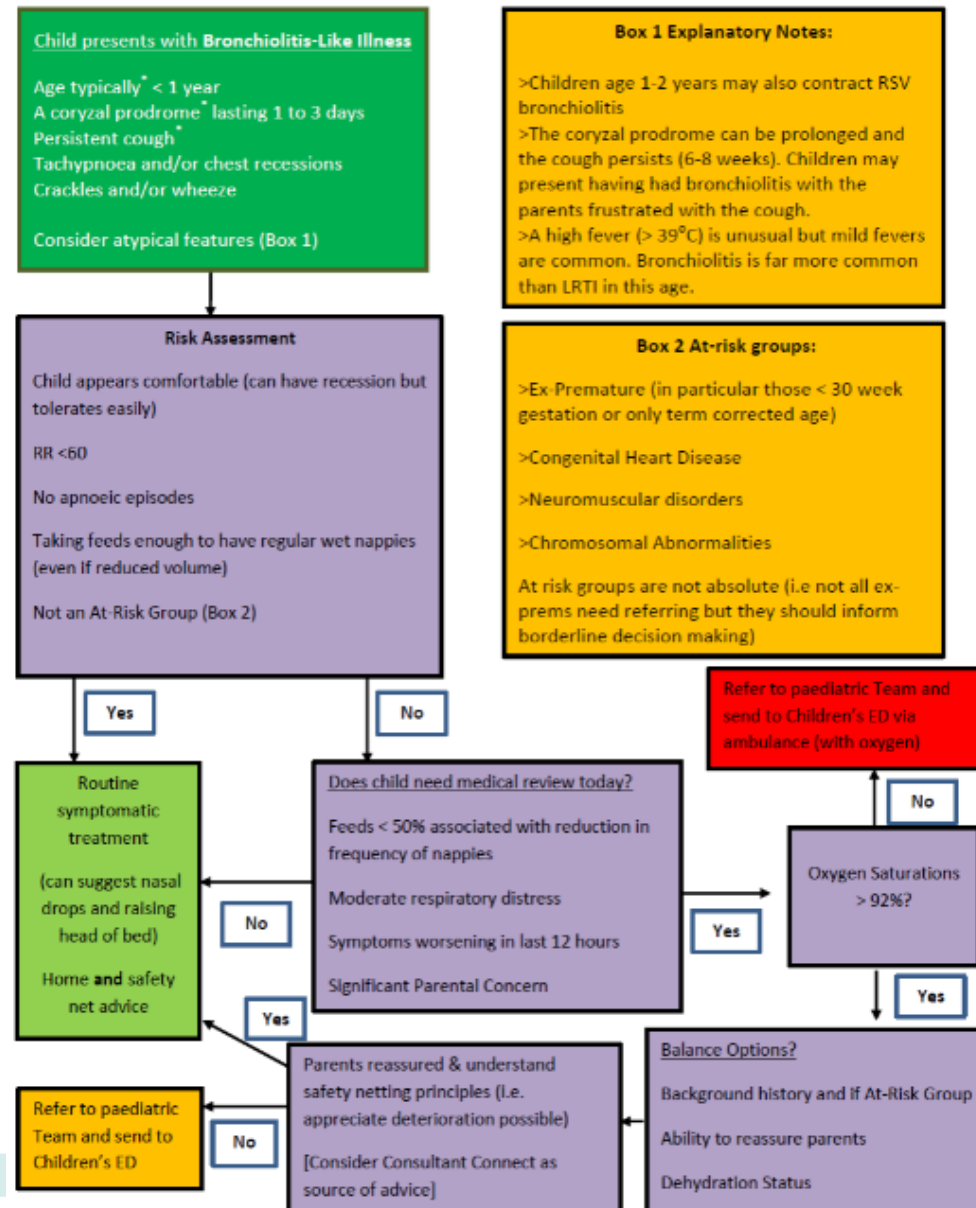 Child presents with Bronchiolitis-Like Illness
Age typically* < 1 year
A coryzal prodrome* lasting 1 to 3 days
Persistent cough*
Tachypnoea and/or chest recessions
Crackles and/or wheeze
Consider atypical features (Box 1)
Box 1 Explanatory Notes:
>Children age 1-2 years may also contract RSV
bronchiolitis
>The coryzal prodrome can be prolonged and
the cough persists (6-8 weeks). Children may
present having had bronchiolitis with the
parents frustrated with the cough.
>A high fever (> 39⁰C) is unusual but mild fevers
are common. Bronchiolitis is far more common
than LRTI in this age.
Risk Assessment
Child appears comfortable (can have recession but
tolerates easily)
RR <60
No apnoeic episodes
Taking feeds enough to have regular wet nappies
(even if reduced volume)
Not an At-Risk Group (Box 2)
Box 2 At-risk groups:
>Ex-Premature (in particular those < 30 week
gestation or only term corrected age)
>Congenital Heart Disease
>Neuromuscular disorders
>Chromosomal Abnormalities
At risk groups are not absolute (i.e not all ex-
prems need referring but they should inform
borderline decision making)
Yes
No
Refer to paediatric Team and
send to Children's ED via
ambulance (with oxygen)
Routine
symptomatic
treatment
(can suggest nasal
drops and raising
head of bed)
Home and safety
net advice
Does child need medical review today?
Feeds < 50% associated with reduction in
frequency of nappies
Moderate respiratory distress
Symptoms worsening in last 12 hours
Significant Parental Concern
No
Yes
No
Oxygen Saturations
> 92%?
Yes
Yes
Parents reassured & understand
safety netting principles (i.e.
appreciate deterioration possible)
[Consider Consultant Connect as
source of advice]
Balance Options?
Background history and if At-Risk Group
Ability to reassure parents
Dehydration Status
No
Refer to paediatric
Team and send to
Children's ED